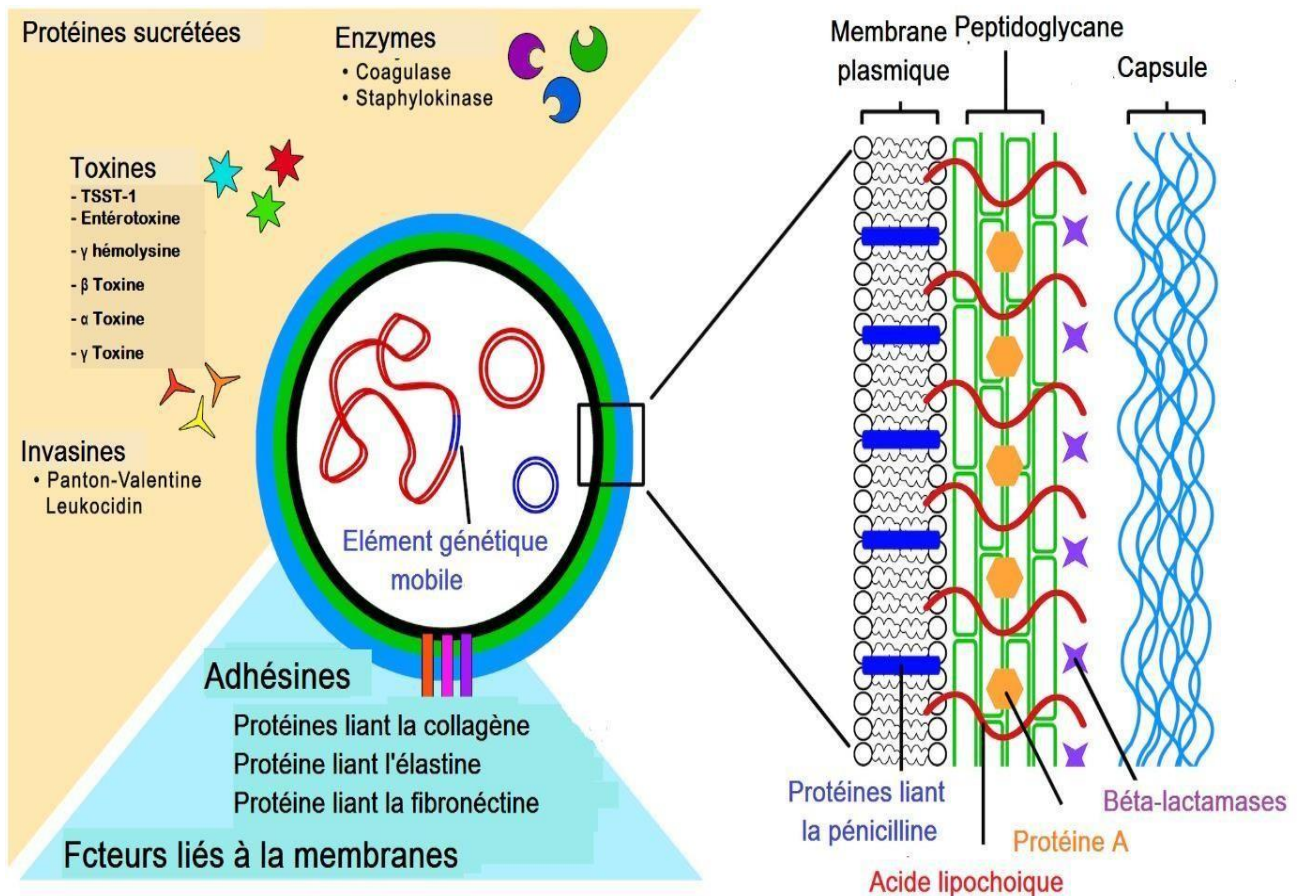 Protéines sucrétées
Enzymes
• Coagulase
• Staphylokinase
Toxines
- TSST-1
- Entérotoxine
- γ hémolysine
- β Toxine
- α Toxine
- γ Toxine
Invasines
• Panton-Valentine
Leukocidin
Elément génétique
mobile
Adhésines
Protéines liant la collagène
Protéine liant l'élastine
Protéine liant la fibronéctine
Fcteurs liés à la membranes
Membrane
plasmique
Peptidoglycane
Capsule
Protéines liant
la pénicilline
Acide lipochoique
Protéine A
Béta-lactamases